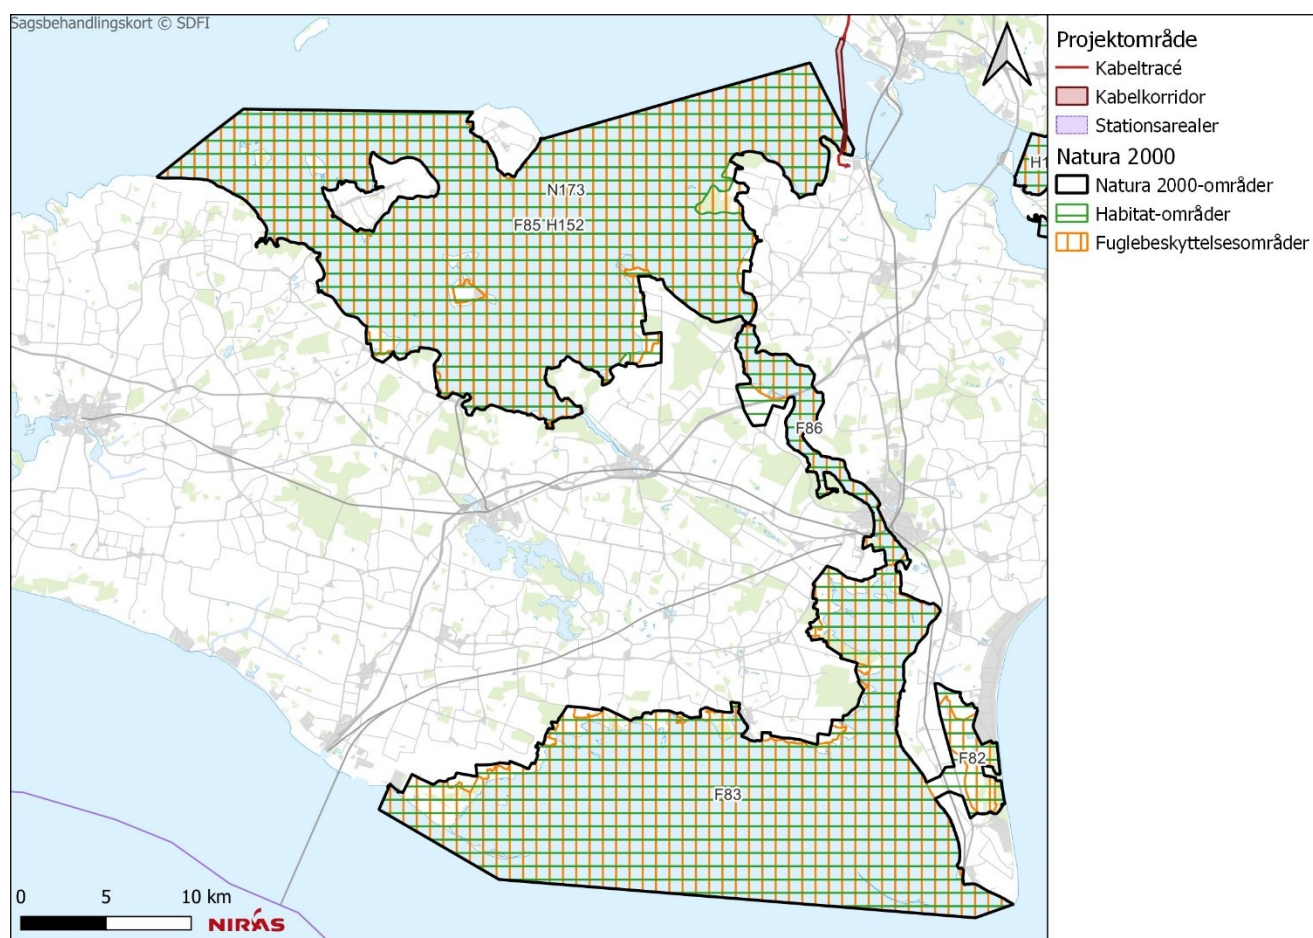 Sagsbehandlingskort © SDFI
Projektområde
Kabeltracé
Kabelkorridor
Stationsarealer
Natura 2000
Natura 2000-områder
Habitat-områder
Fuglebeskyttelsesområder
H1
N173
F85 H152
F86
F82
F83
0 5 10 km
NIRAS